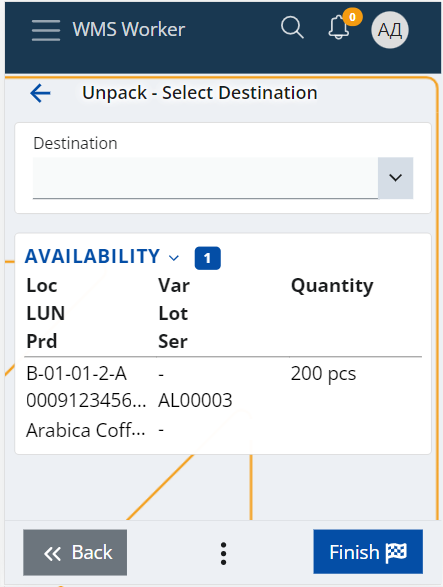 WMS Worker 0 АД
Unpack - Select Destination
Destination
AVAILABILITY 1
Loc Var Quantity
LUN Lot
Prd Ser
B-01-01-2-A - 200 pcs
0009123456... AL00003
Arabica Coff... -
Back Finish